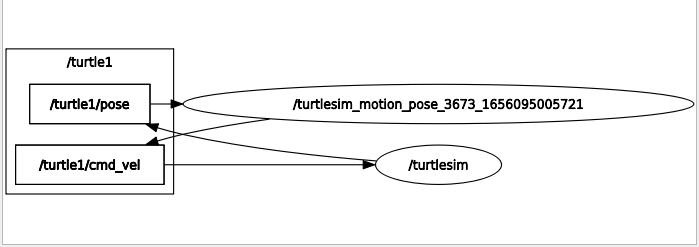 /turtle1
/turtle1/pose
/turtlesim_motion_pose_3673_1656095005721
/turtle1/cmd_vel
/turtlesim